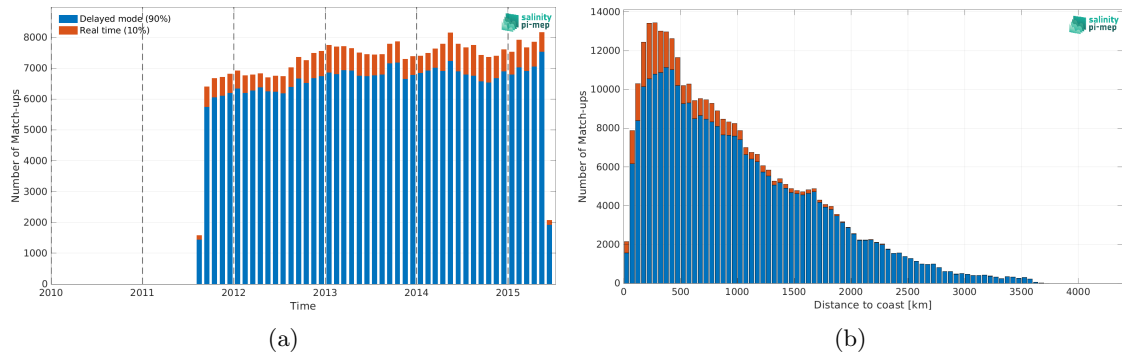 Delayed mode (90%)
Real time (10%)
salinity
pi-mep
Number of Match-ups
8000
7000
6000
5000
4000
3000
2000
1000
0
2010 2011 2012 2013 2014 2015
Time
(a)
salinity
pi-mep
Number of Match-ups
14000
12000
10000
8000
6000
4000
2000
0
0 500 1000 1500 2000 2500 3000 3500 4000
Distance to coast [km]
(b)